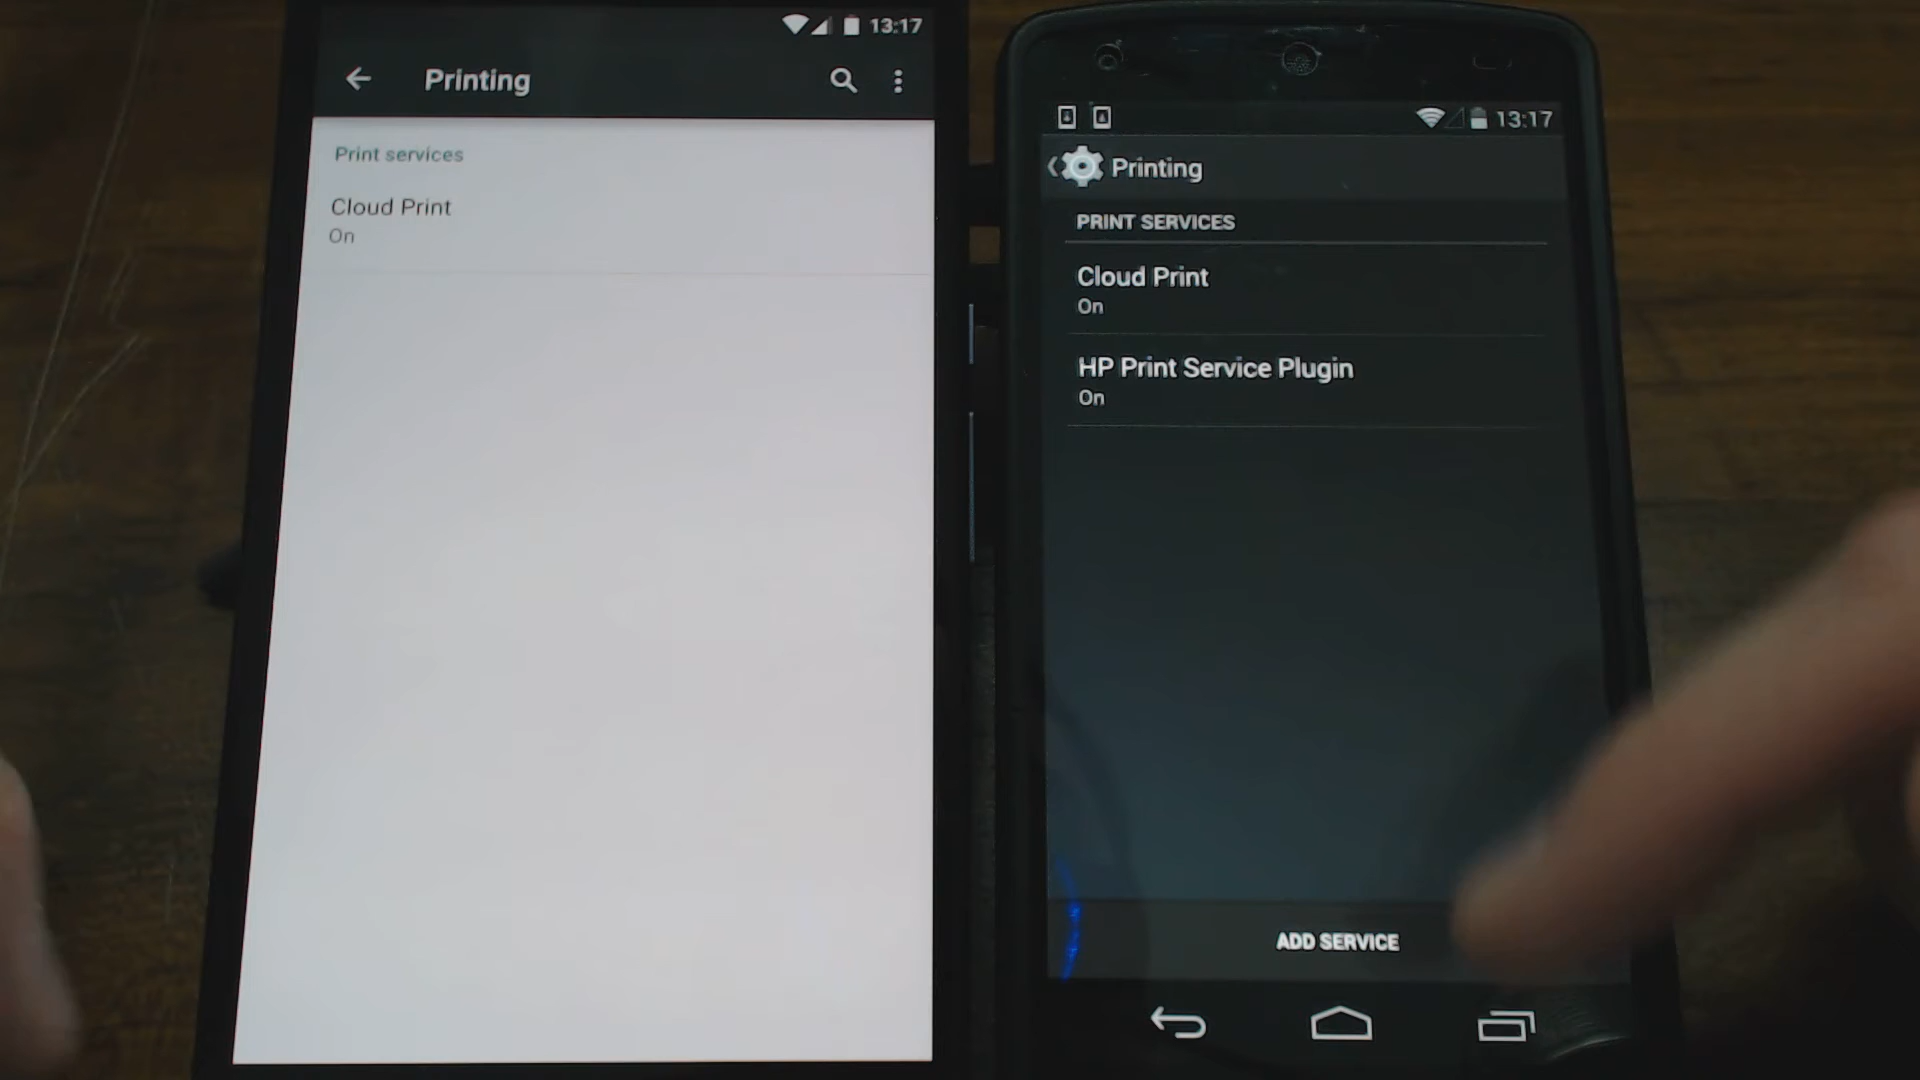 13:17
Printing
Print services
Cloud Print
On
13:17
Printing
PRINT SERVICES
Cloud Print
On
HP Print Service Plugin
On
ADD SERVICE